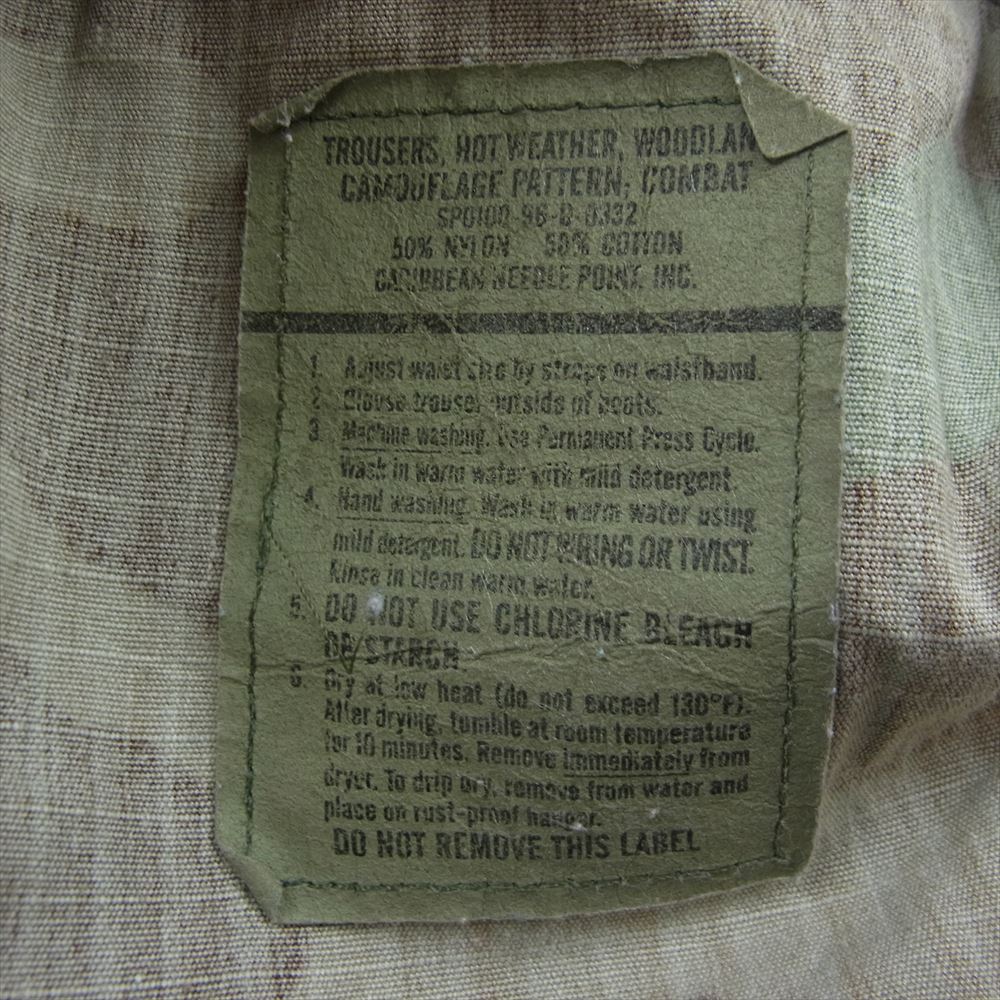 TROUSERS, HOT WEATHER, WOODLAN
CAMOUFLAGE PATTERN; COMBAT
SPO100-96-D-0332
50% NYLON 50% COTTON
CARIBBEAN NEEDLE POINT, INC.
1. Adjust waist size by straps on waistband.
2. Blouse trouser outside of boots.
3. Machine washing. Use Permanent Press Cycle.
Wash in warm water with mild detergent.
4. Hand washing. Wash in warm water using
mild detergent. DO NOT WRING OR TWIST.
Rinse in clean warm water.
5. DO NOT USE CHLORINE BLEACH
OR STARCH.
6. Dry at low heat (do not exceed 130°F).
After drying, tumble at room temperature
for 10 minutes. Remove immediately from
dryer. To drip dry, remove from water and
place on rust-proof hanger.
DO NOT REMOVE THIS LABEL